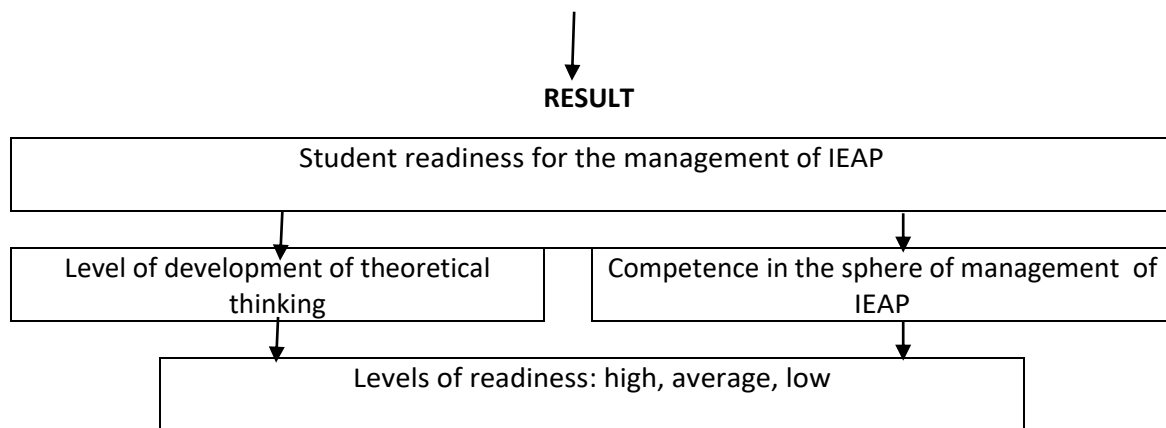 RESULT
Student readiness for the management of IEAP
Level of development of theoretical
thinking
Competence in the sphere of management of
IEAP
Levels of readiness: high, average, low